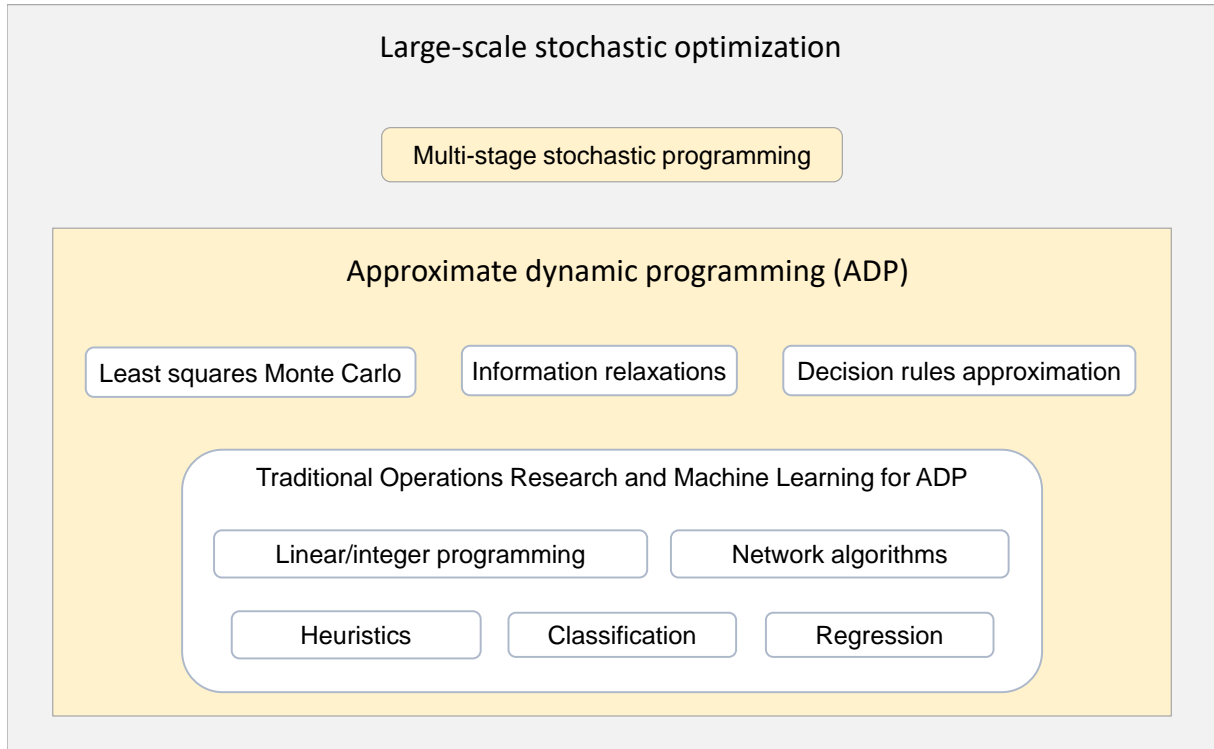 Large-scale stochastic optimization
Multi-stage stochastic programming
Approximate dynamic programming (ADP)
Least squares Monte Carlo
Information relaxations
Decision rules approximation
Traditional Operations Research and Machine Learning for ADP
Linear/integer programming
Network algorithms
Heuristics
Classification
Regression